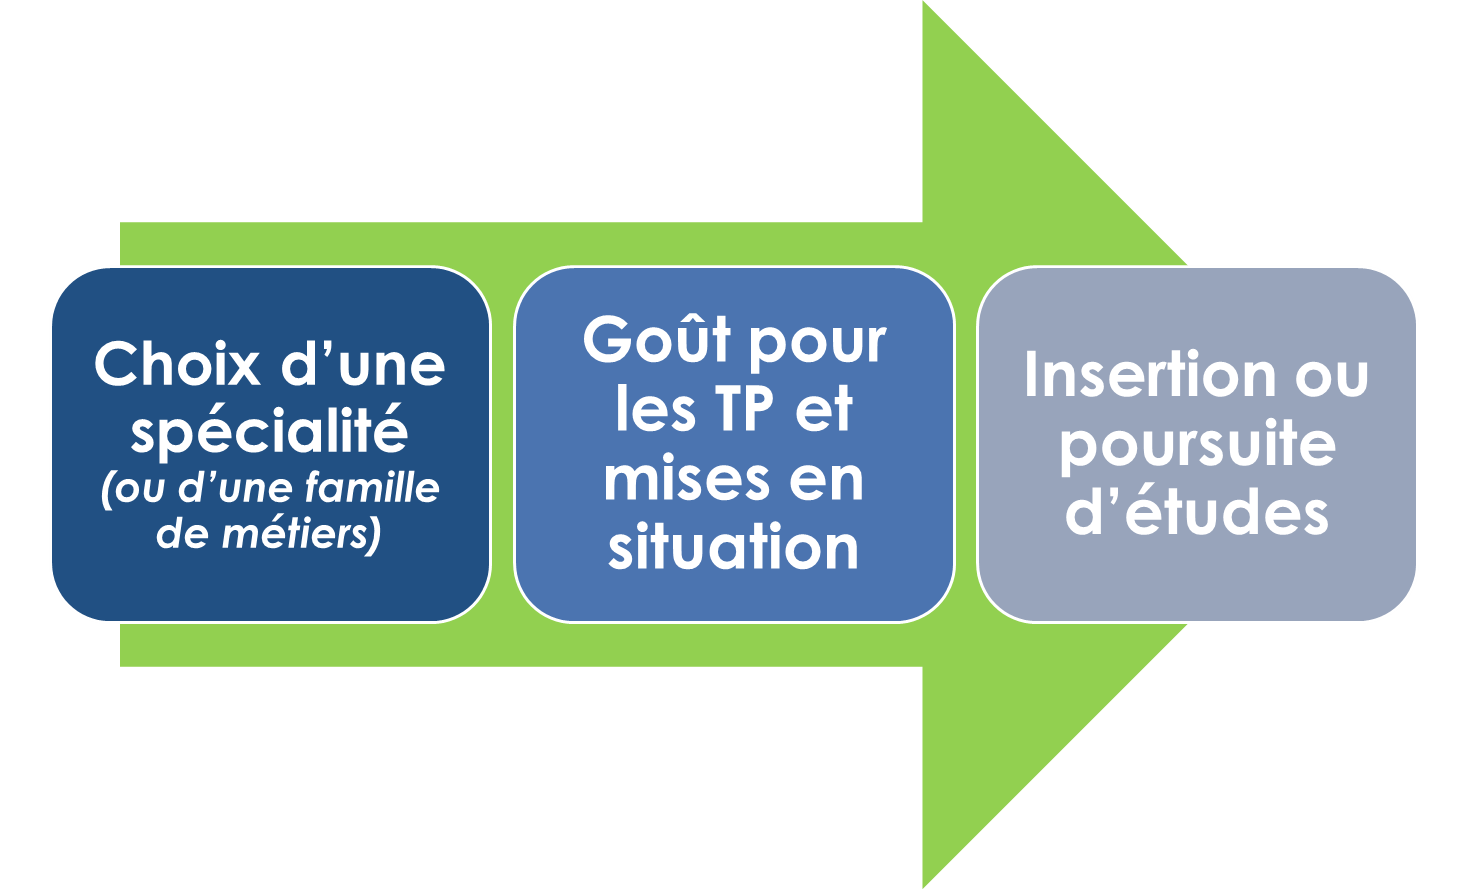 Choix d’une
spécialité
(ou d’une famille
de métiers)
Goût pour
les TP et
mises en
situation
Insertion ou
poursuite
d’études